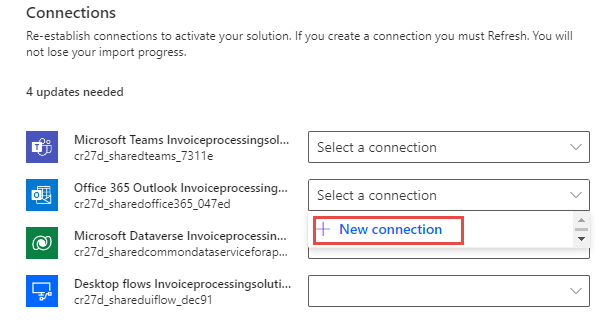 Connections
Re-establish connections to activate your solution. If you create a connection you must Refresh. You will
not lose your import progress.
4 updates needed
Microsoft Teams Invoiceprocessingsol...
cr27d_sharedteams_7311e
Select a connection
Office 365 Outlook Invoiceprocessing...
cr27d_sharedoffice365_047ed
Select a connection
New connection
Microsoft Dataverse Invoiceprocessin...
cr27d_sharedcommondataserviceforap...
Desktop flows Invoiceprocessingsoluti...
cr27d_shareduiflow_dec91